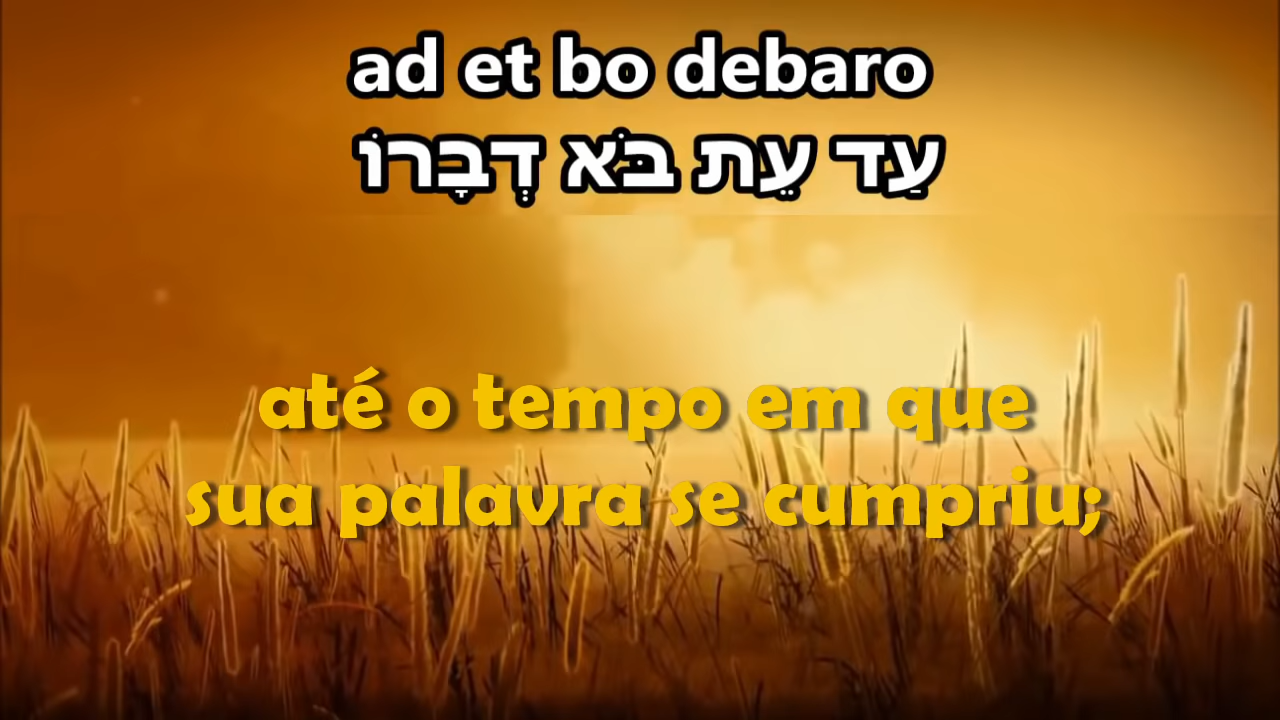 ad et bo debaro
עַד עֵת בֹּא דְבָרוֹ
até o tempo em que
sua palavra se cumpriu;